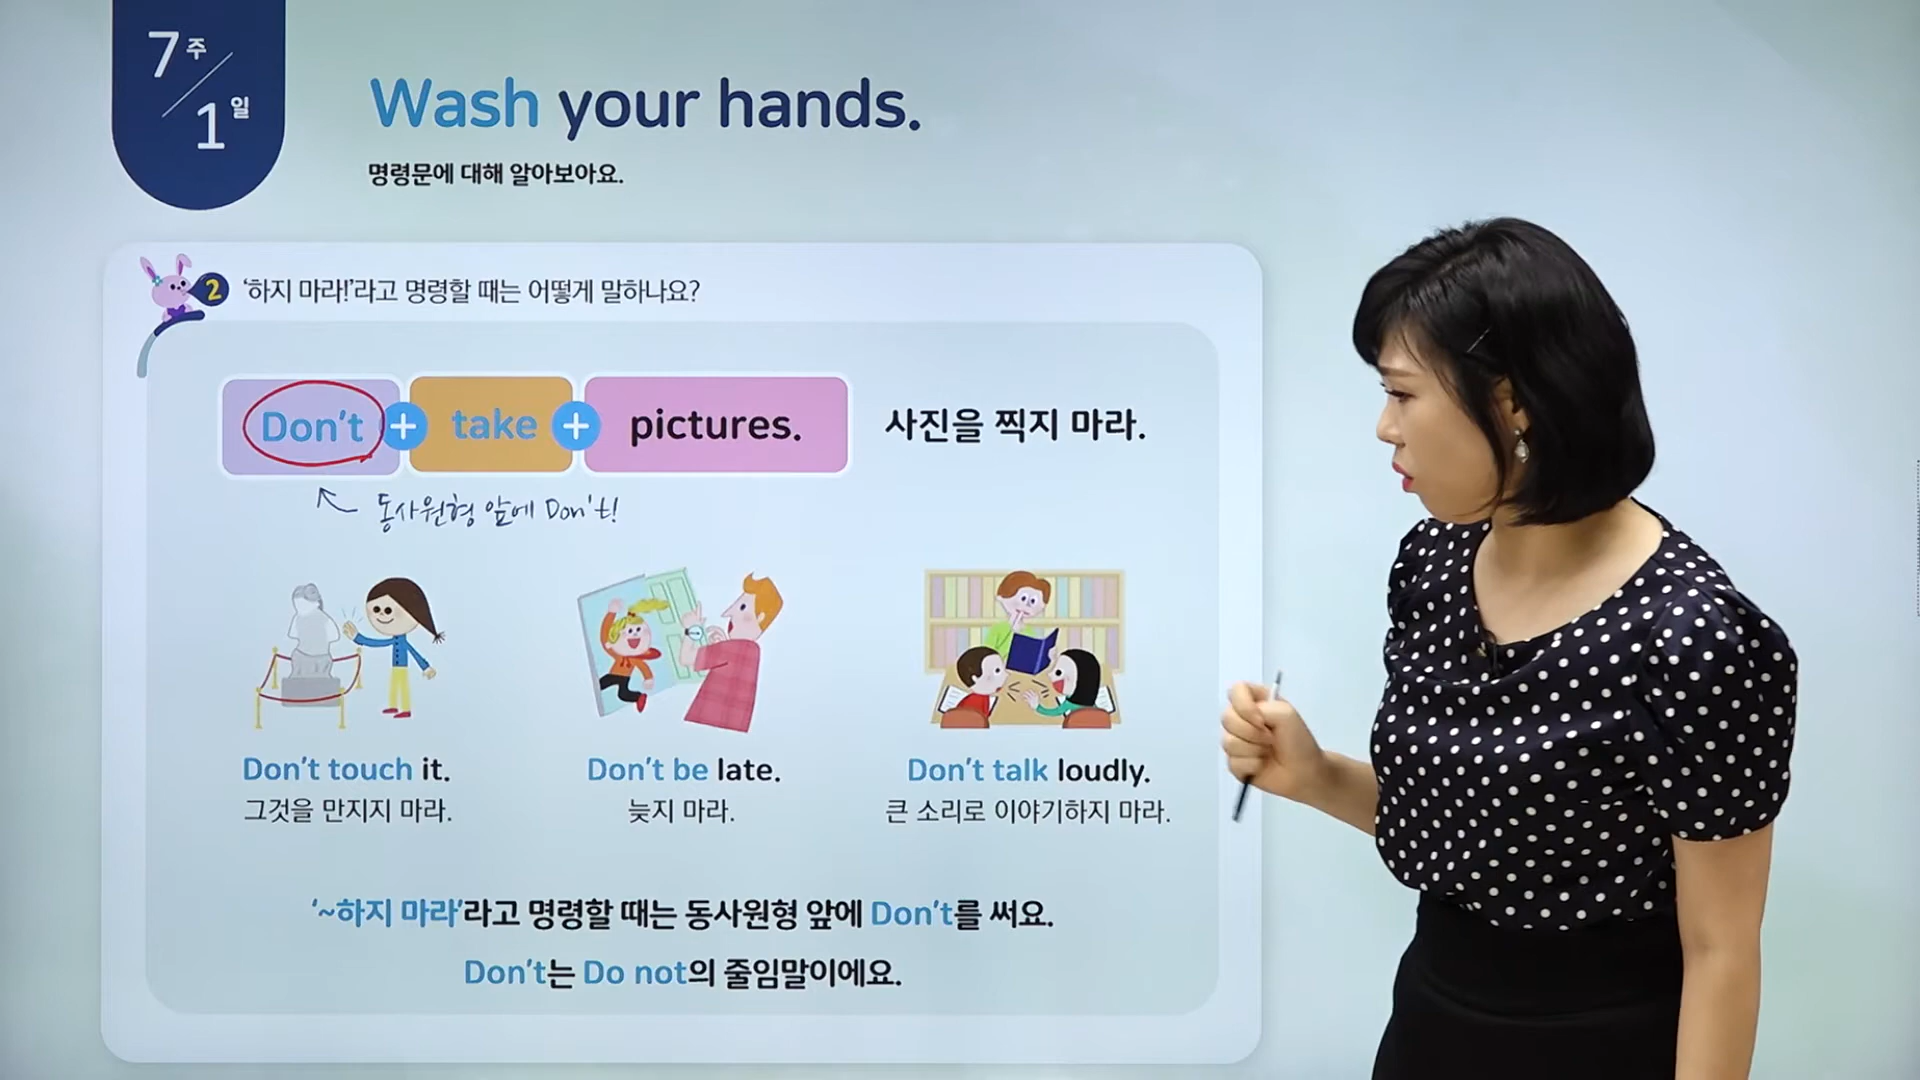 7주
1일
Wash your hands.
명령문에 대해 알아보아요.
2 '하지 마라!'라고 명령할 때는 어떻게 말하나요?
Don't + take + pictures. 사진을 찍지 마라.
동사원형 앞에 Don't!
Don't touch it. Don't be late. Don't talk loudly.
그것을 만지지 마라. 늦지 마라. 큰 소리로 이야기하지 마라.
'~하지 마라'라고 명령할 때는 동사원형 앞에 Don't를 써요.
Don't는 Do not의 줄임말이에요.